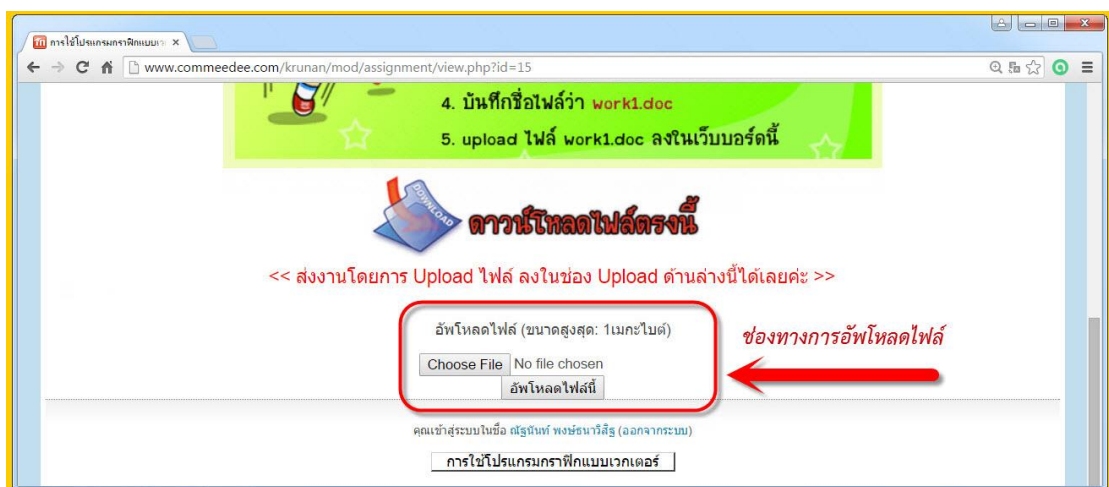 การใช้โปรแกรมกราฟิกแบบเว
www.commeedee.com/krunan/mod/assignment/view.php?id=15
4. บันทึกชื่อไฟล์ว่า work1.doc
5. upload ไฟล์ work1.doc ลงในเว็บบอร์ดนี้
DOWNLOAD
ดาวน์โหลดไฟล์ตรงนี้
<< ส่งงานโดยการ Upload ไฟล์ ลงในช่อง Upload ด้านล่างนี้ได้เลยค่ะ >>
อัพโหลดไฟล์ (ขนาดสูงสุด: 1เมกะไบต์)
ช่องทางการอัพโหลดไฟล์
Choose File No file chosen
อัพโหลดไฟล์นี้
คุณเข้าสู่ระบบในชื่อ ณัฐนันท์ พงษ์ธนาวิสิฐ (ออกจากระบบ)
การใช้โปรแกรมกราฟิกแบบเวกเตอร์